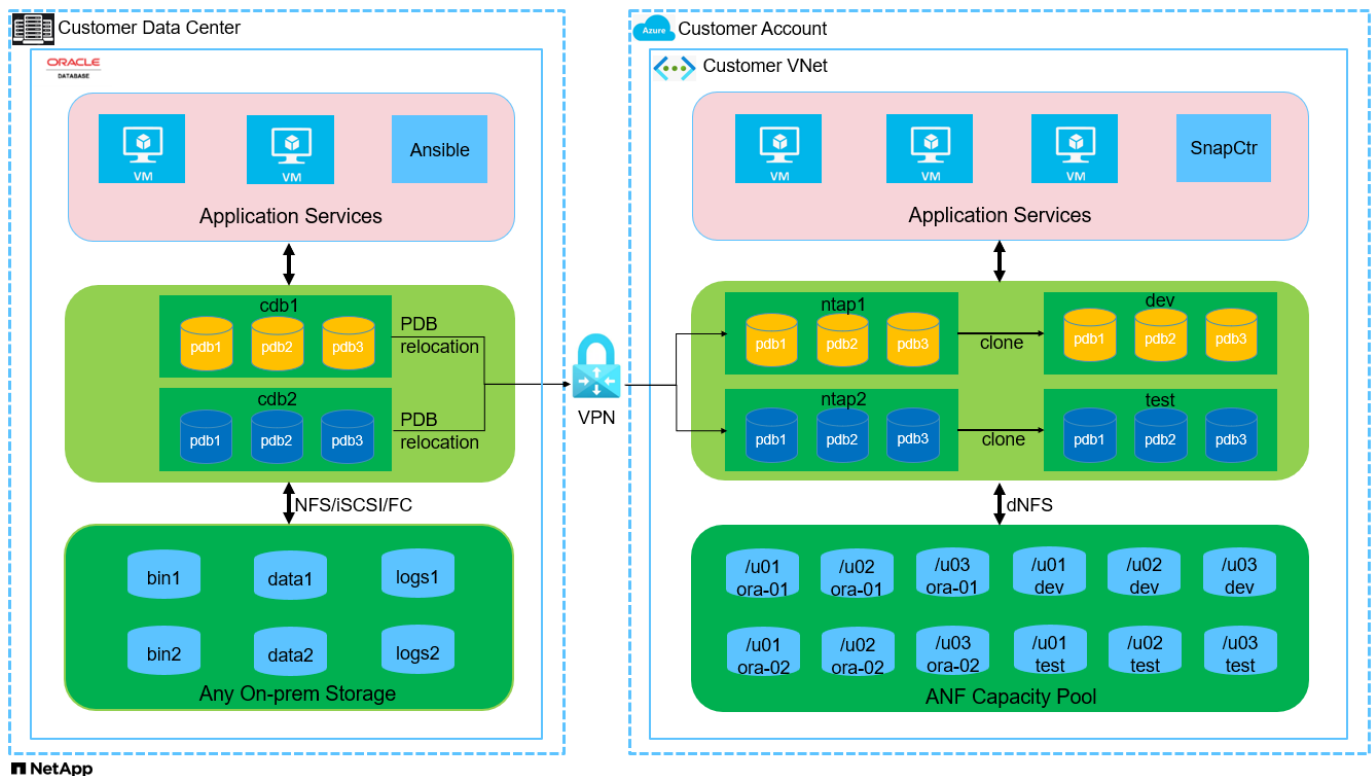 Customer Data Center
ORACLE
DATABASE
VM
VM
Ansible
Application Services
cdb1
pdb1
pdb2
pdb3
PDB
relocation
cdb2
pdb1
pdb2
pdb3
PDB
relocation
NFS/iSCSI/FC
bin1
data1
logs1
bin2
data2
logs2
Any On-prem Storage
VPN
Azure
Customer Account
Customer VNet
VM
VM
VM
SnapCtr
Application Services
ntap1
pdb1
pdb2
pdb3
clone
dev
pdb1
pdb2
pdb3
ntap2
pdb1
pdb2
pdb3
clone
test
pdb1
pdb2
pdb3
dNFS
/u01
ora-01
/u02
ora-01
/u03
ora-01
/u01
dev
/u02
dev
/u03
dev
/u01
ora-02
/u02
ora-02
/u03
ora-02
/u01
test
/u02
test
/u03
test
ANF Capacity Pool
NetApp